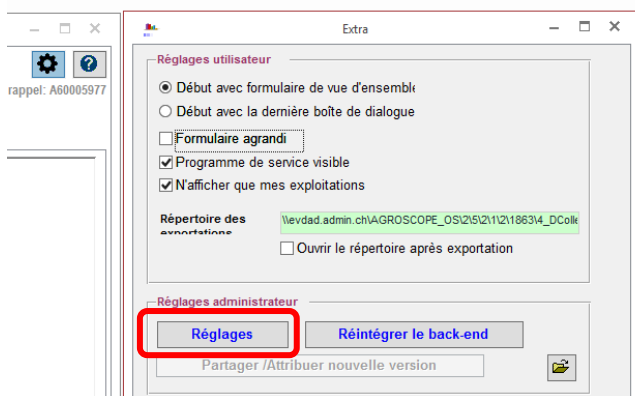 Extra
rappel: A60005977
Réglages utilisateur
Début avec formulaire de vue d'ensemble
Début avec la dernière boîte de dialogue
Formulaire agrandi
Programme de service visible
N'afficher que mes exploitations
Répertoire des
exportations
\\evdad.admin.ch\AGROSCOPE_OS\2\5\2\1\2\1863\4_DColle
Ouvrir le répertoire après exportation
Réglages administrateur
Réglages
Réintégrer le back-end
Partager /Attribuer nouvelle version